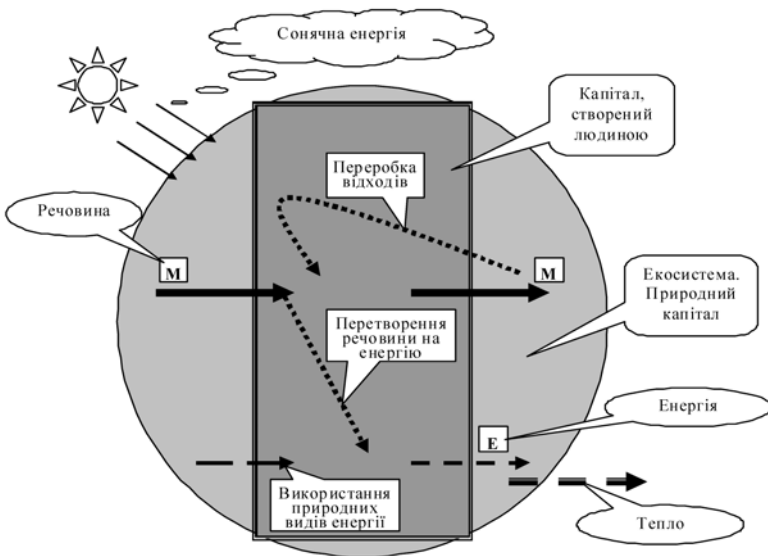 Сонячна енергія
Капітал,
створений
людиною
Переробка
відходів
Речовина
М
М
Екосистема.
Природний
капітал
Перетворення
речовини на
енергію
Енергія
Е
Використання
природних
видів енергії
Тепло